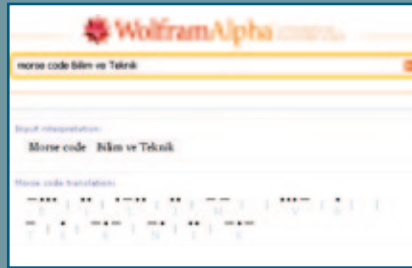 WolframAlpha
morse code Bilim ve Teknik
Input interpretation:
Morse code Bilim ve Teknik
Morse code translation:
-••• | •• | •-•• | •• | -- | | •••- | • | |
B I L I M V E
- | • | -•- | -• | •• | -•-
T E K N I K